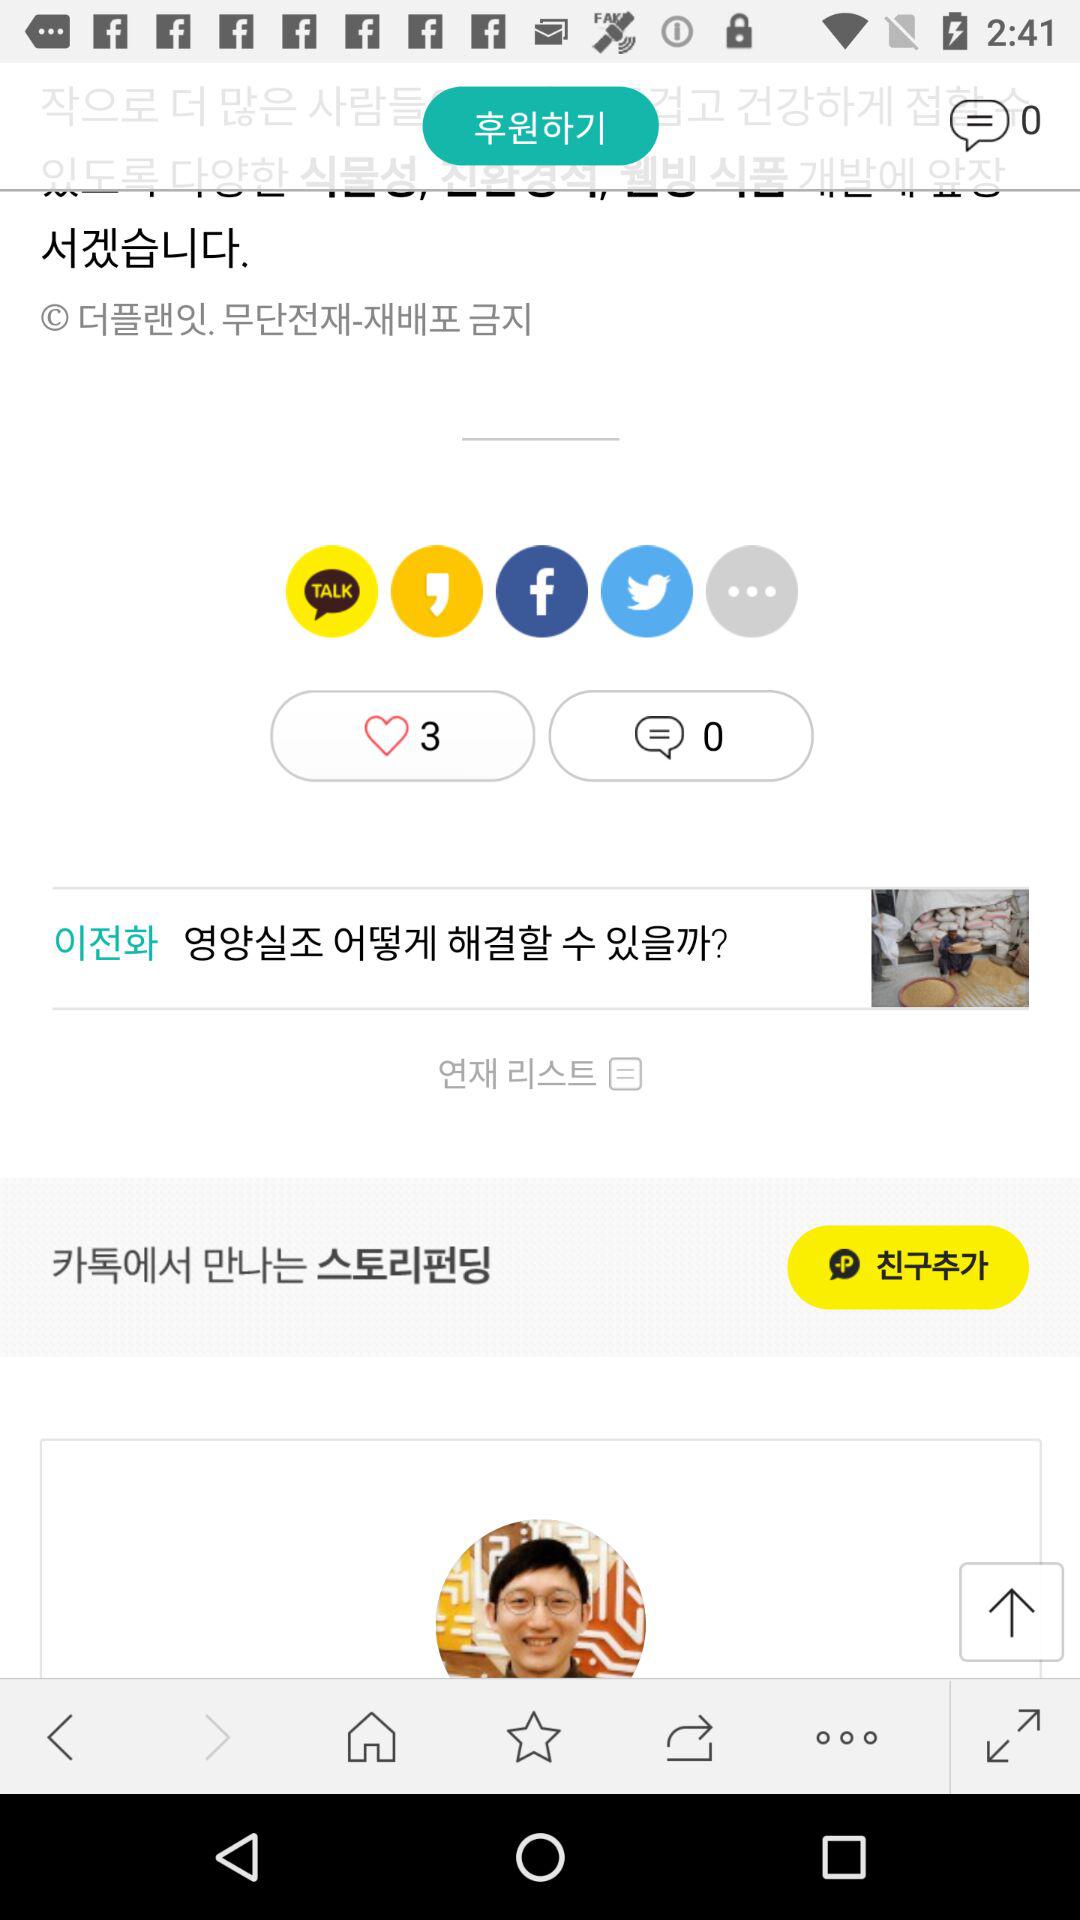 FAKE 2:41
작으로 더 많은 사람들 겁고 건강하게 접할 수
후원하기
0
있도록 다양한 식물성, 친환경적, 웰빙 식품 개발에 앞장
서겠습니다.
© 더플랜잇. 무단전재-재배포 금지
TALK
3
0
이전화 영양실조 어떻게 해결할 수 있을까?
연재 리스트
카톡에서 만나는 스토리펀딩
친구추가